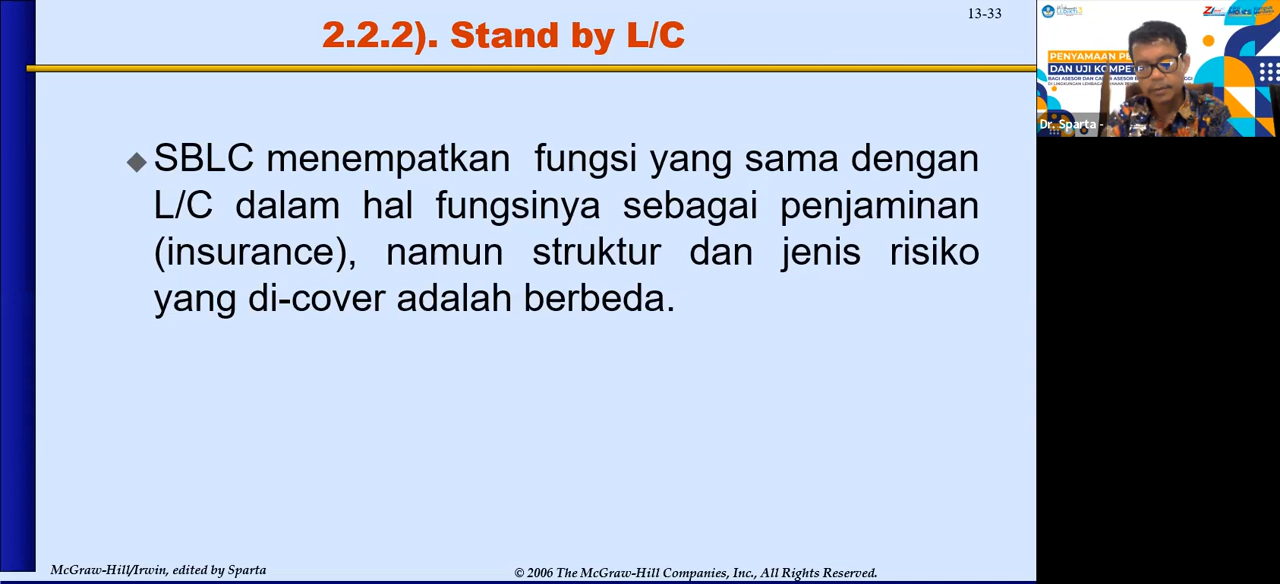 13-33
2.2.2). Stand by L/C
SBLC menempatkan fungsi yang sama dengan
L/C dalam hal fungsinya sebagai penjaminan
(insurance), namun struktur dan jenis risiko
yang di-cover adalah berbeda.
McGraw-Hill/Irwin, edited by Sparta
© 2006 The McGraw-Hill Companies, Inc., All Rights Reserved.
PENYAMAAN
DAN UJI
Dr. Sparta -